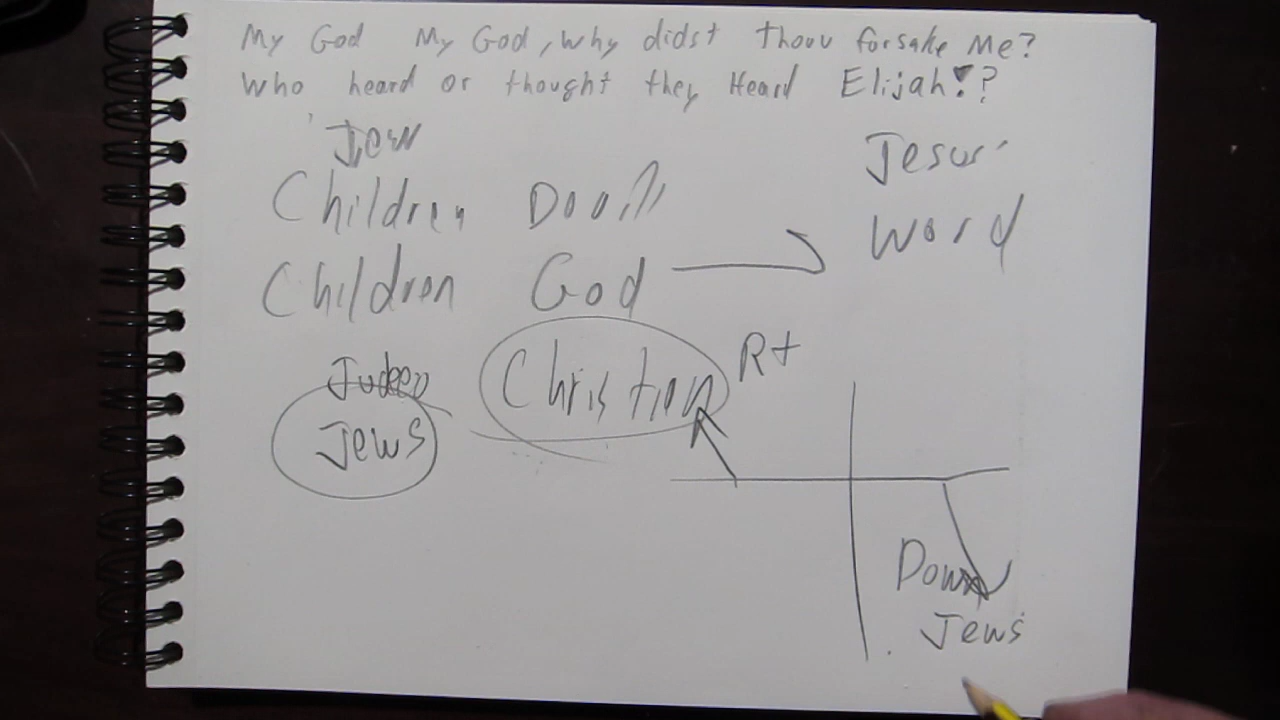 My God My God, why didst thou forsake Me?
Who heard or thought they Heard Elijah!?
Jew
Jesus
Children Devil
Word
Children God
Christian R+
Jews
Down
Jews